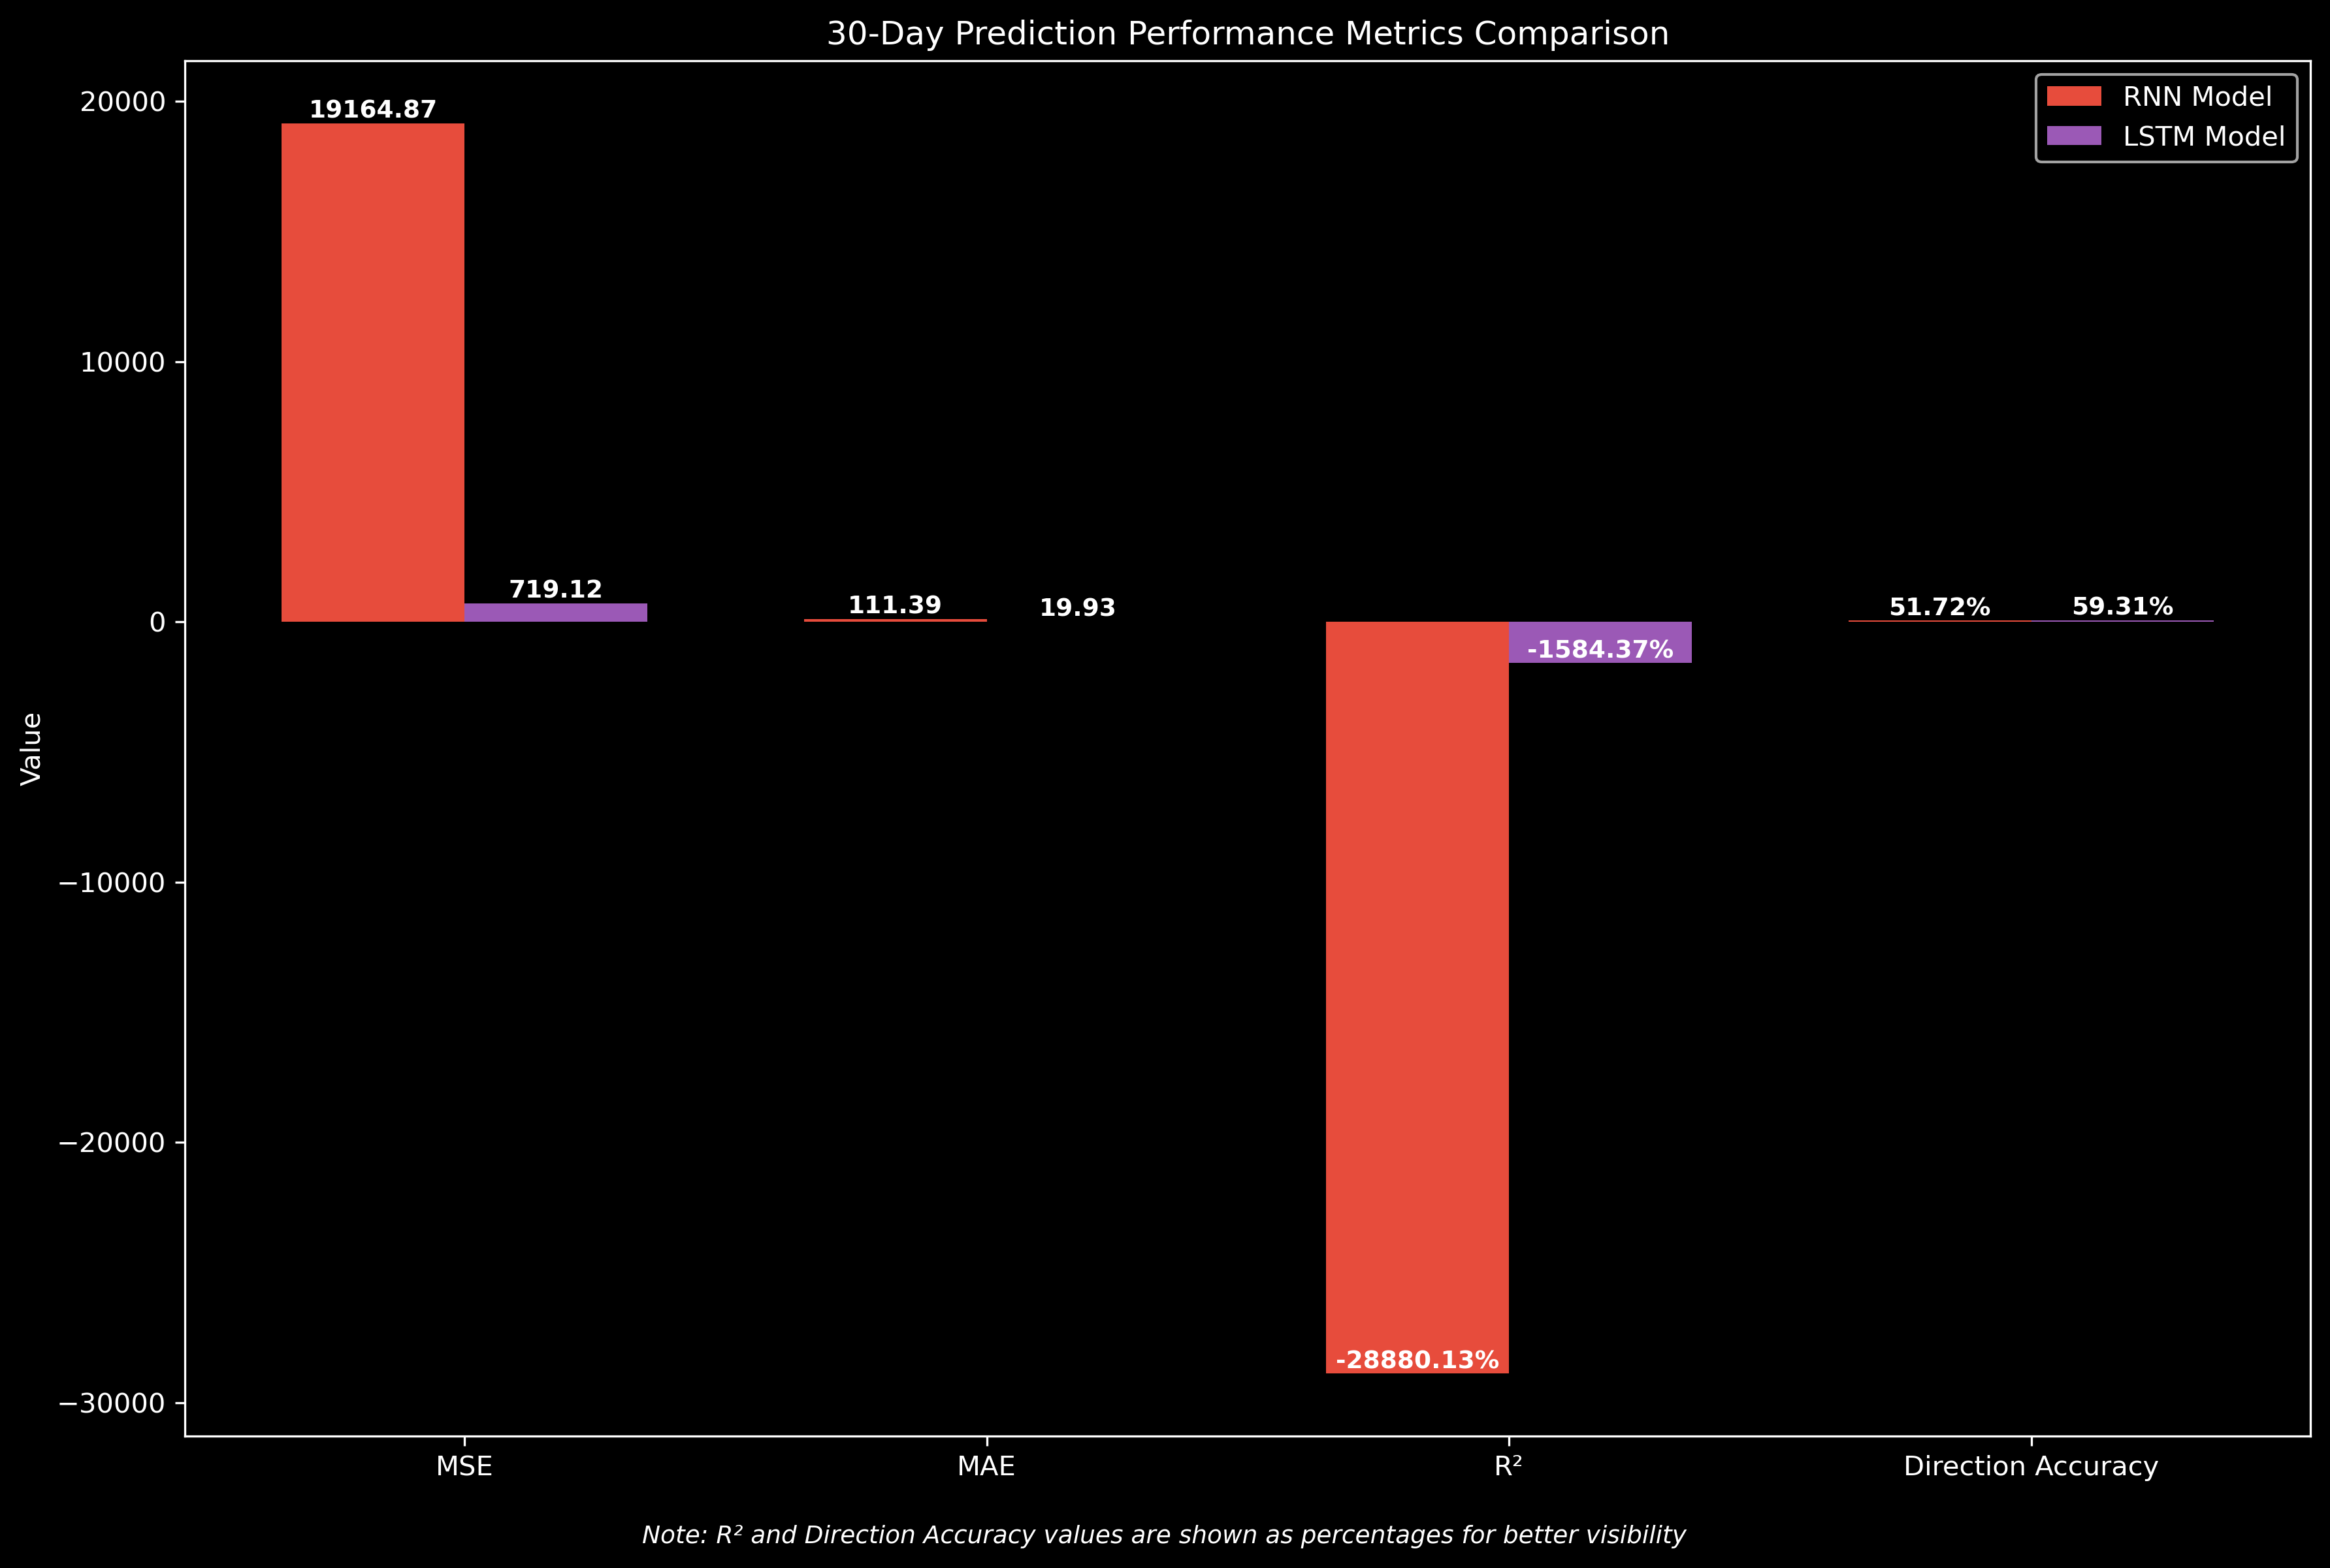 30-Day Prediction Performance Metrics Comparison
RNN Model
LSTM Model
20000
10000
0
−10000
−20000
−30000
Value
19164.87
719.12
111.39
19.93
-28880.13%
-1584.37%
51.72%
59.31%
MSE
MAE
R²
Direction Accuracy
Note: R² and Direction Accuracy values are shown as percentages for better visibility